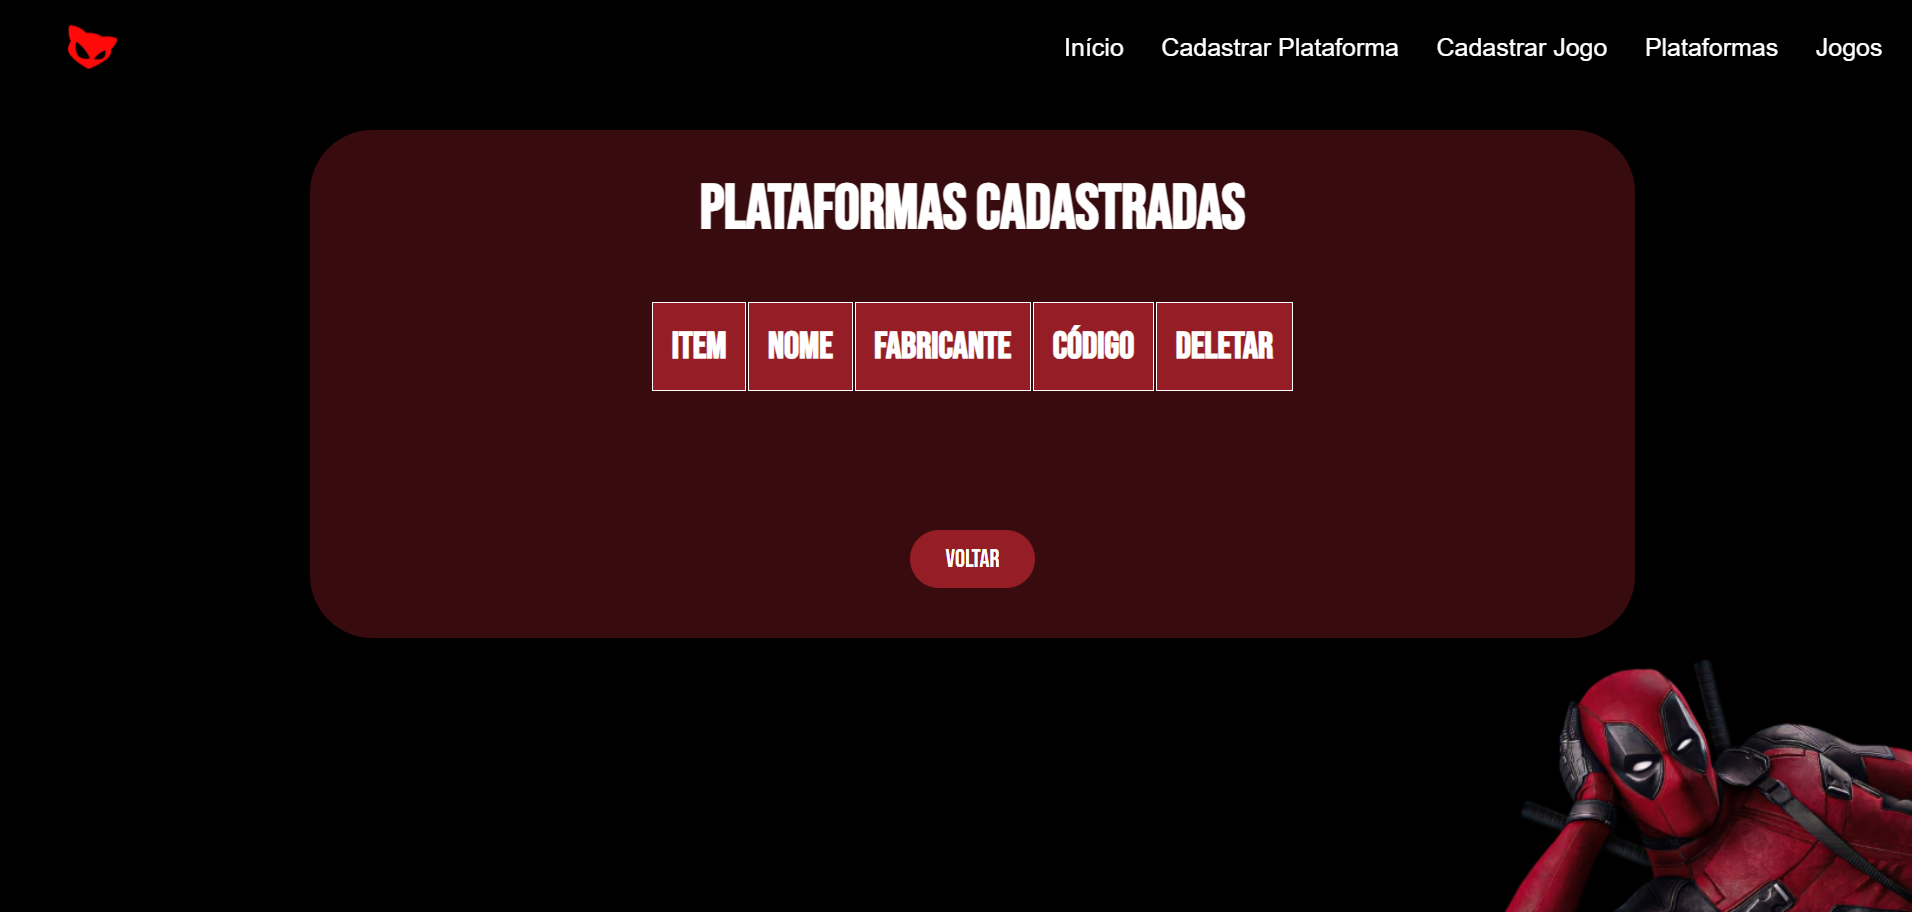 Início Cadastrar Plataforma Cadastrar Jogo Plataformas Jogos
PLATAFORMAS CADASTRADAS
ITEM NOME FABRICANTE CÓDIGO DELETAR
VOLTAR